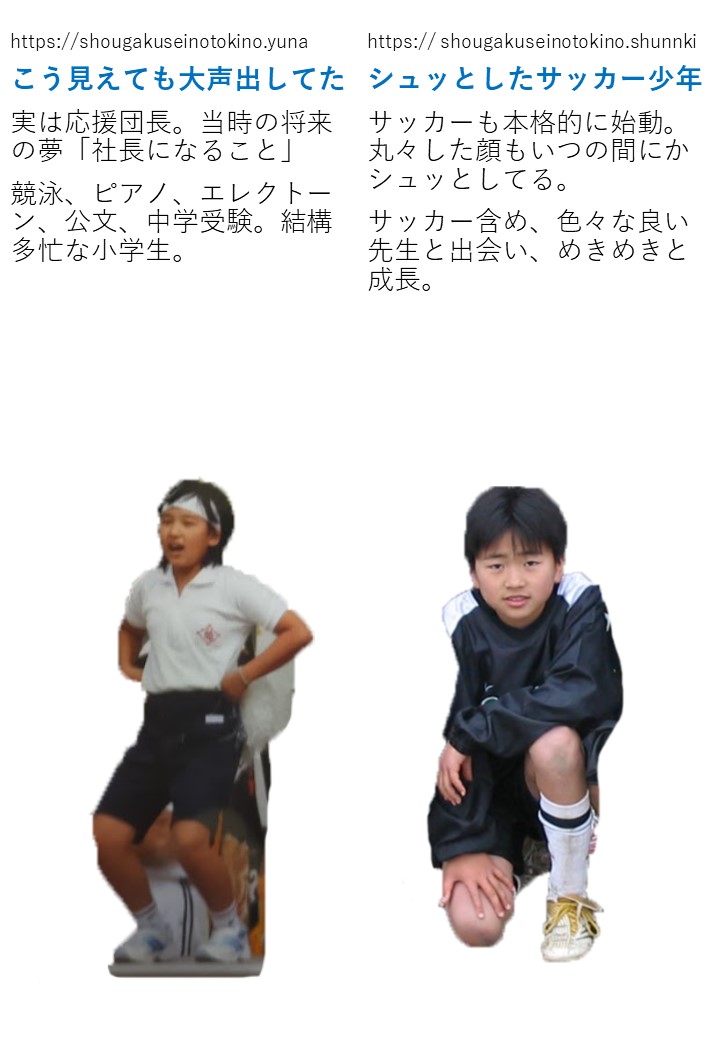 https://shougakuseinotokino.yuna
こう見えても大声出してた
実は応援団長。当時の将来
の夢「社長になること」
競泳、ピアノ、エレクトー
ン、公文、中学受験。結構
多忙な小学生。
https:// shougakuseinotokino.shunnki
シュッとしたサッカー少年
サッカーも本格的に始動。
丸々した顔もいつの間にか
シュッとしてる。
サッカー含め、色々な良い
先生と出会い、めきめきと
成長。